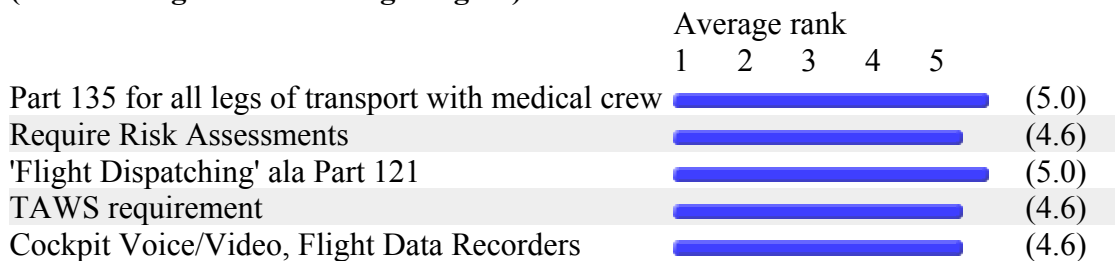 Average rank
1 2 3 4 5
Part 135 for all legs of transport with medical crew (5.0)
Require Risk Assessments (4.6)
'Flight Dispatching' ala Part 121 (5.0)
TAWS requirement (4.6)
Cockpit Voice/Video, Flight Data Recorders (4.6)